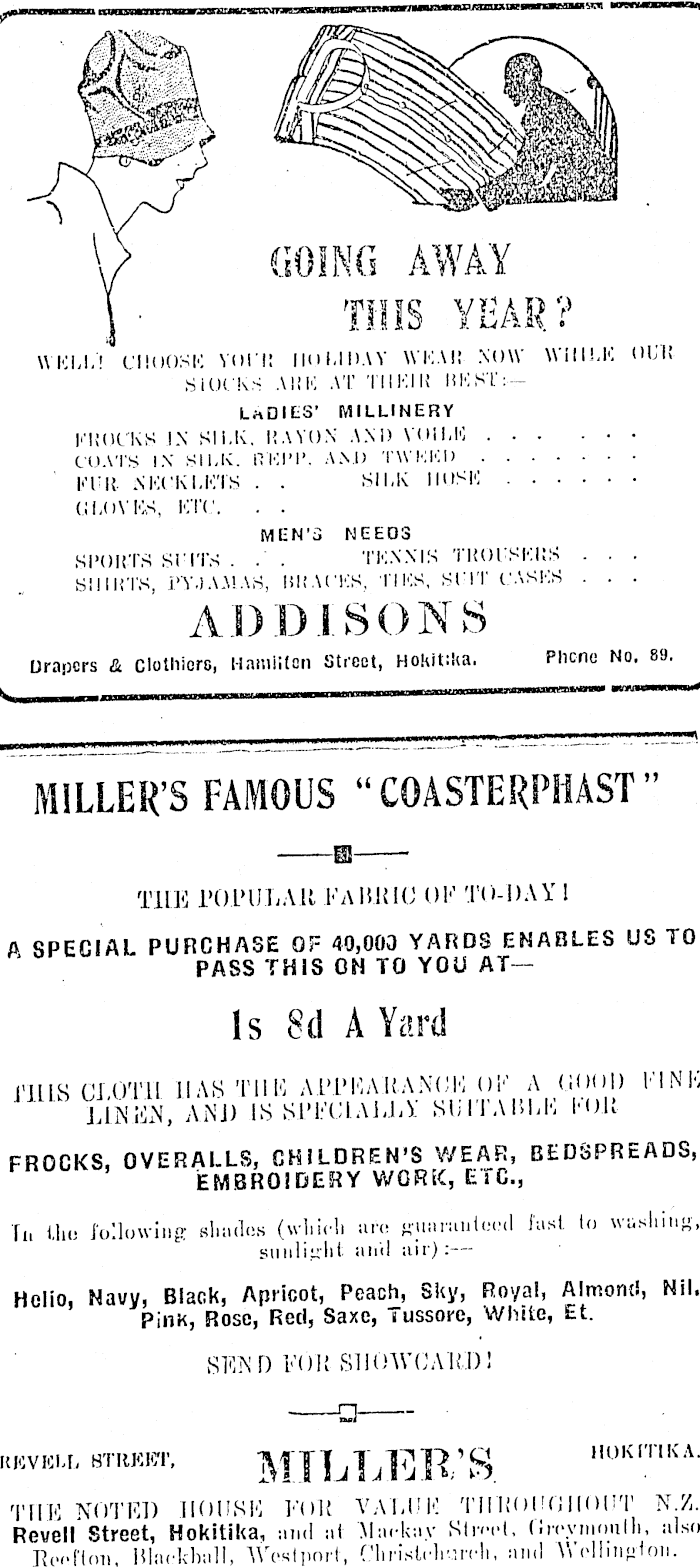 GOING AWAY
THIS YEAR?
WELL! CHOOSE YOUR HOLIDAY WEAR NOW WHILE OUR
STOCKS ARE AT THEIR BEST:—
LADIES' MILLINERY
FROCKS IN SILK, RAYON AND VOILE . . . . . .
COATS IN SILK, REPP, AND TWEED . . . . . . .
FUR NECKLETS . . SILK HOSE . . . . . .
GLOVES, ETC. . .
MEN'S NEEDS
SPORTS SUITS . . . TENNIS TROUSERS . . .
SHIRTS, PYJAMAS, BRACES, TIES, SUIT CASES . . .
ADDISONS
Drapers & Clothiers, Hamilton Street, Hokitika. Phone No. 89.
MILLER'S FAMOUS "COASTERPHAST"
THE POPULAR FABRIC OF TO-DAY!
A SPECIAL PURCHASE OF 40,000 YARDS ENABLES US TO
PASS THIS ON TO YOU AT—
1s 8d A Yard
THIS CLOTH HAS THE APPEARANCE OF A GOOD FINE
LINEN, AND IS SPECIALLY SUITABLE FOR
FROCKS, OVERALLS, CHILDREN'S WEAR, BEDSPREADS,
EMBROIDERY WORK, ETC.,
In the following shades (which are guaranteed fast to washing,
sunlight and air):—
Helio, Navy, Black, Apricot, Peach, Sky, Royal, Almond, Nil.
Pink, Rose, Red, Saxe, Tussore, White, Et.
SEND FOR SHOWCARD!
REVELL STREET, MILLER'S HOKITIKA.
THE NOTED HOUSE FOR VALUE THROUGHOUT N.Z.
Revell Street, Hokitika, and at Mackay Street, Greymouth, also
Reefton, Blackball, Westport, Christchurch, and Wellington.